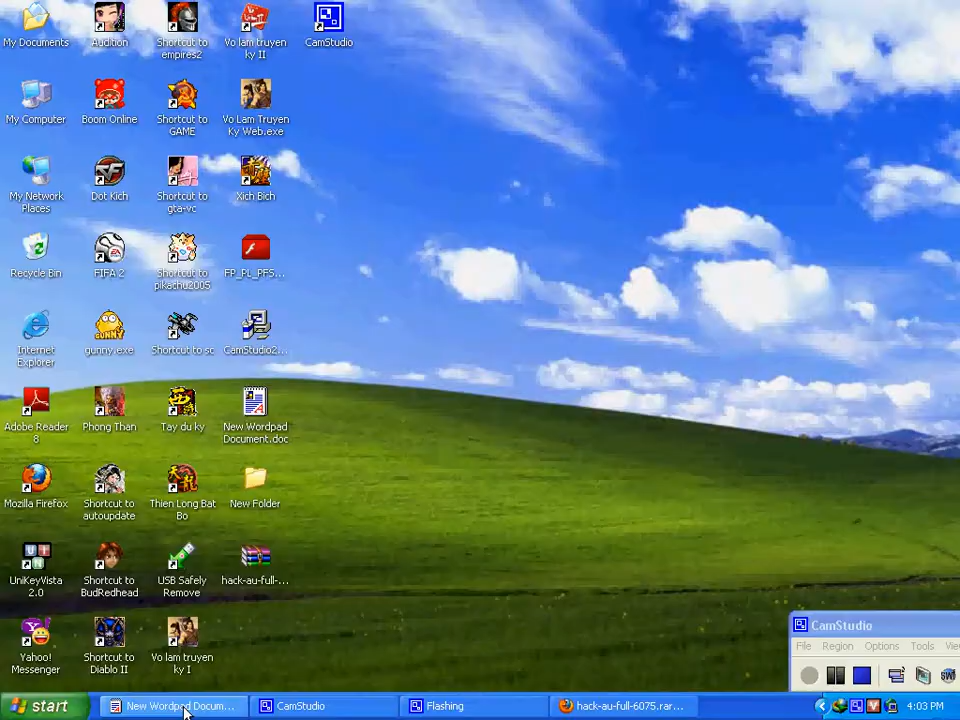 My Documents
Audition
Shortcut to
empires2
Vo lam truyen
ky II
CamStudio
My Computer
Boom Online
Shortcut to
GAME
Vo Lam Truyen
Ky Web.exe
My Network
Places
Dot Kich
Shortcut to
gta-vc
Xich Bich
Recycle Bin
FIFA 2
Shortcut to
pikachu2005
FP_PL_PFS...
Internet
Explorer
gunny.exe
Shortcut to sc
CamStudio2...
Adobe Reader
8
Phong Than
Tay du ky
New Wordpad
Document.doc
Mozilla Firefox
Shortcut to
autoupdate
Thien Long Bat
Bo
New Folder
UniKeyVista
2.0
Shortcut to
BudRedhead
USB Safely
Remove
hack-au-full-...
Yahoo!
Messenger
Shortcut to
Diablo II
Vo lam truyen
ky I
CamStudio
File Region Options Tools Vie
start
New Wordpad Docum...
CamStudio
Flashing
hack-au-full-6075.rar...
4:03 PM